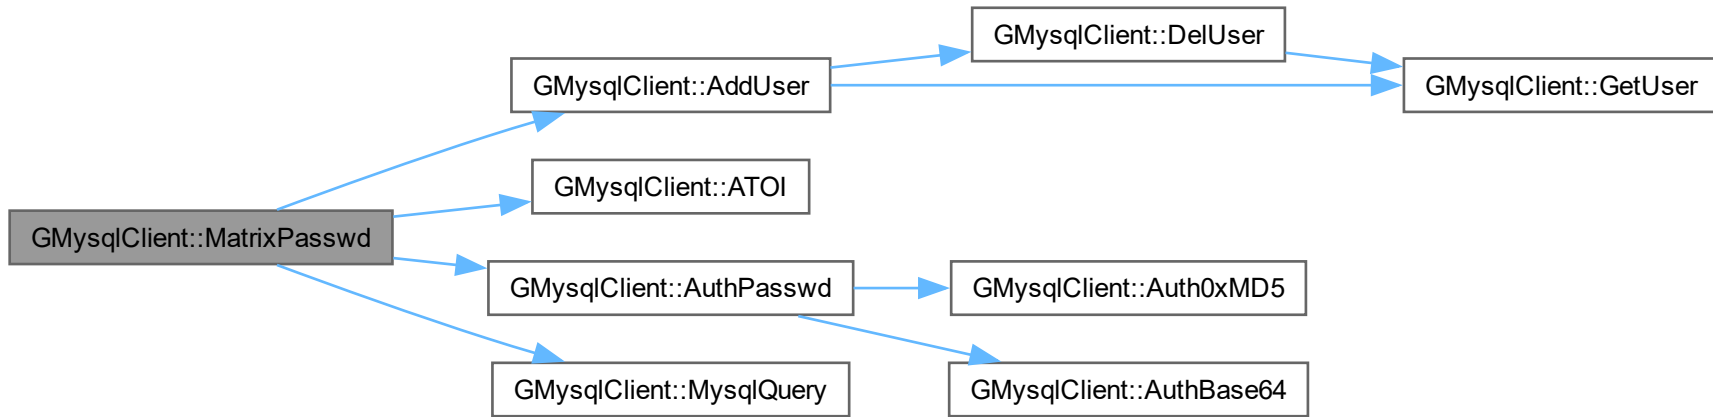 GMysqlClient::DelUser
GMysqlClient::AddUser
GMysqlClient::GetUser
GMysqlClient::ATOI
GMysqlClient::MatrixPasswd
GMysqlClient::AuthPasswd
GMysqlClient::Auth0xMD5
GMysqlClient::MysqlQuery
GMysqlClient::AuthBase64